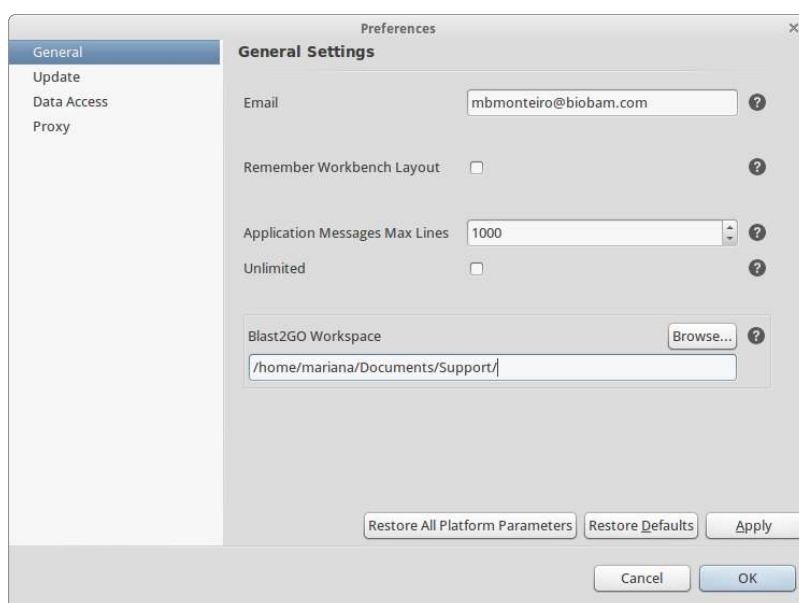 Preferences
General
Update
Data Access
Proxy
General Settings
Email
mbmonteiro@biobam.com
Remember Workbench Layout
Application Messages Max Lines
1000
Unlimited
Blast2GO Workspace
Browse...
/home/mariana/Documents/Support/
Restore All Platform Parameters
Restore Defaults
Apply
Cancel
OK